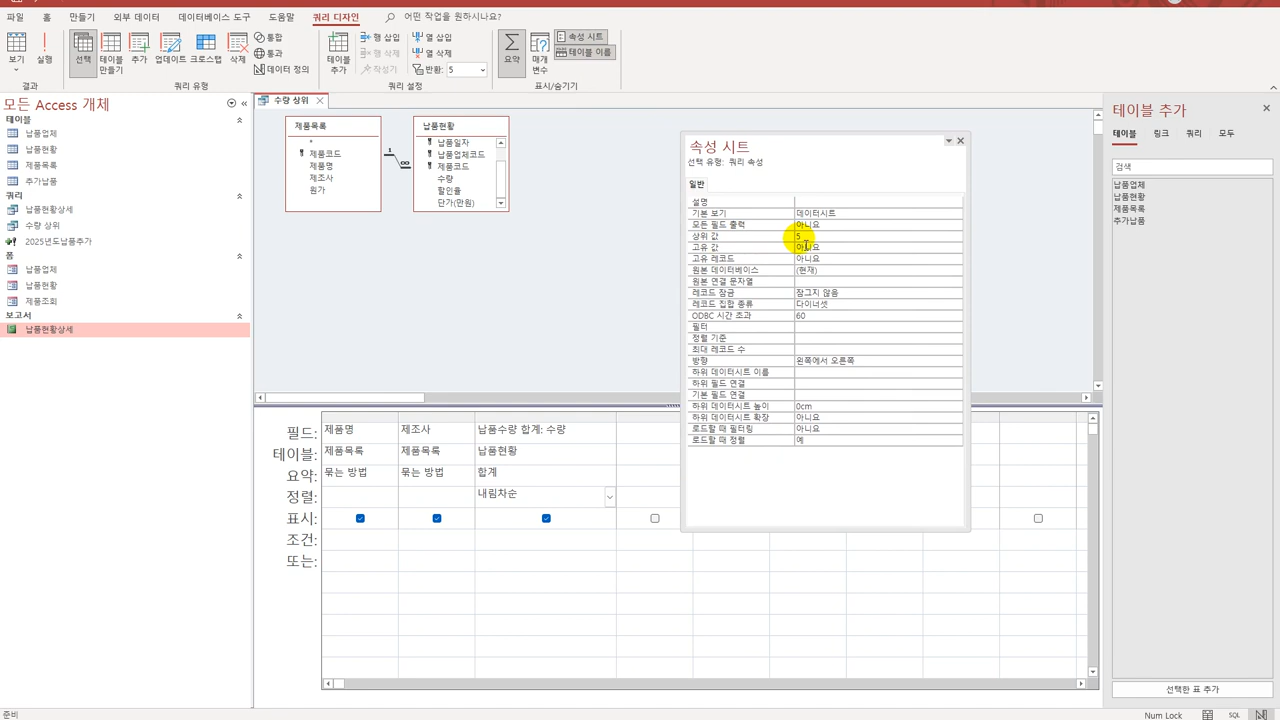 파일 홈 만들기 외부 데이터 데이터베이스 도구 도움말 쿼리 디자인 어떤 작업을 원하시나요?
보기
실행
선택
테이블
만들기
추가
업데이트
크로스탭
삭제
통합
통과
데이터 정의
테이블
추가
행 삽입
행 삭제
작성기
열 삽입
열 삭제
반환: 5
요약
매개
변수
속성 시트
테이블 이름
결과 쿼리 유형 쿼리 설정 표시/숨기기
모든 Access 개체
테이블
납품업체
납품현황
제품목록
추가납품
쿼리
납품현황상세
수량 상위
2025년도납품추가
폼
납품업체
납품현황
제품조회
보고서
납품현황상세
수량 상위
제품목록
*
제품코드
제품명
제조사
원가
1
∞
납품현황
납품일자
납품업체코드
제품코드
수량
할인율
단가(만원)
속성 시트
선택 유형: 쿼리 속성
일반
설명
기본 보기 데이터시트
모든 필드 출력 아니요
상위 값 5
고유 값 아니요
고유 레코드 아니요
원본 데이터베이스 (현재)
원본 연결 문자열
레코드 잠금 잠그지 않음
레코드 집합 종류 다이너셋
ODBC 시간 초과 60
필터
정렬 기준
최대 레코드 수
방향 왼쪽에서 오른쪽
하위 데이터시트 이름
하위 필드 연결
기본 필드 연결
하위 데이터시트 높이 0cm
하위 데이터시트 확장 아니요
로드할 때 필터링 아니요
로드할 때 정렬 예
필드: 제품명 제조사 납품수량 합계: 수량
테이블: 제품목록 제품목록 납품현황
요약: 묶는 방법 묶는 방법 합계
정렬: 내림차순
표시:
조건:
또는:
테이블 추가
테이블 링크 쿼리 모두
검색
납품업체
납품현황
제품목록
추가납품
선택한 표 추가
준비
Num Lock
SQL